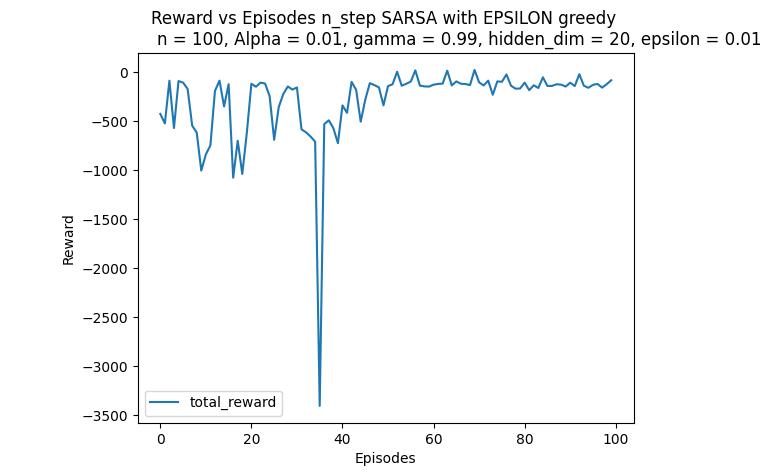 Reward vs Episodes n_step SARSA with EPSILON greedy
n = 100, Alpha = 0.01, gamma = 0.99, hidden_dim = 20, epsilon = 0.01
Reward
0
−500
−1000
−1500
−2000
−2500
−3000
−3500
total_reward
0 20 40 60 80 100
Episodes